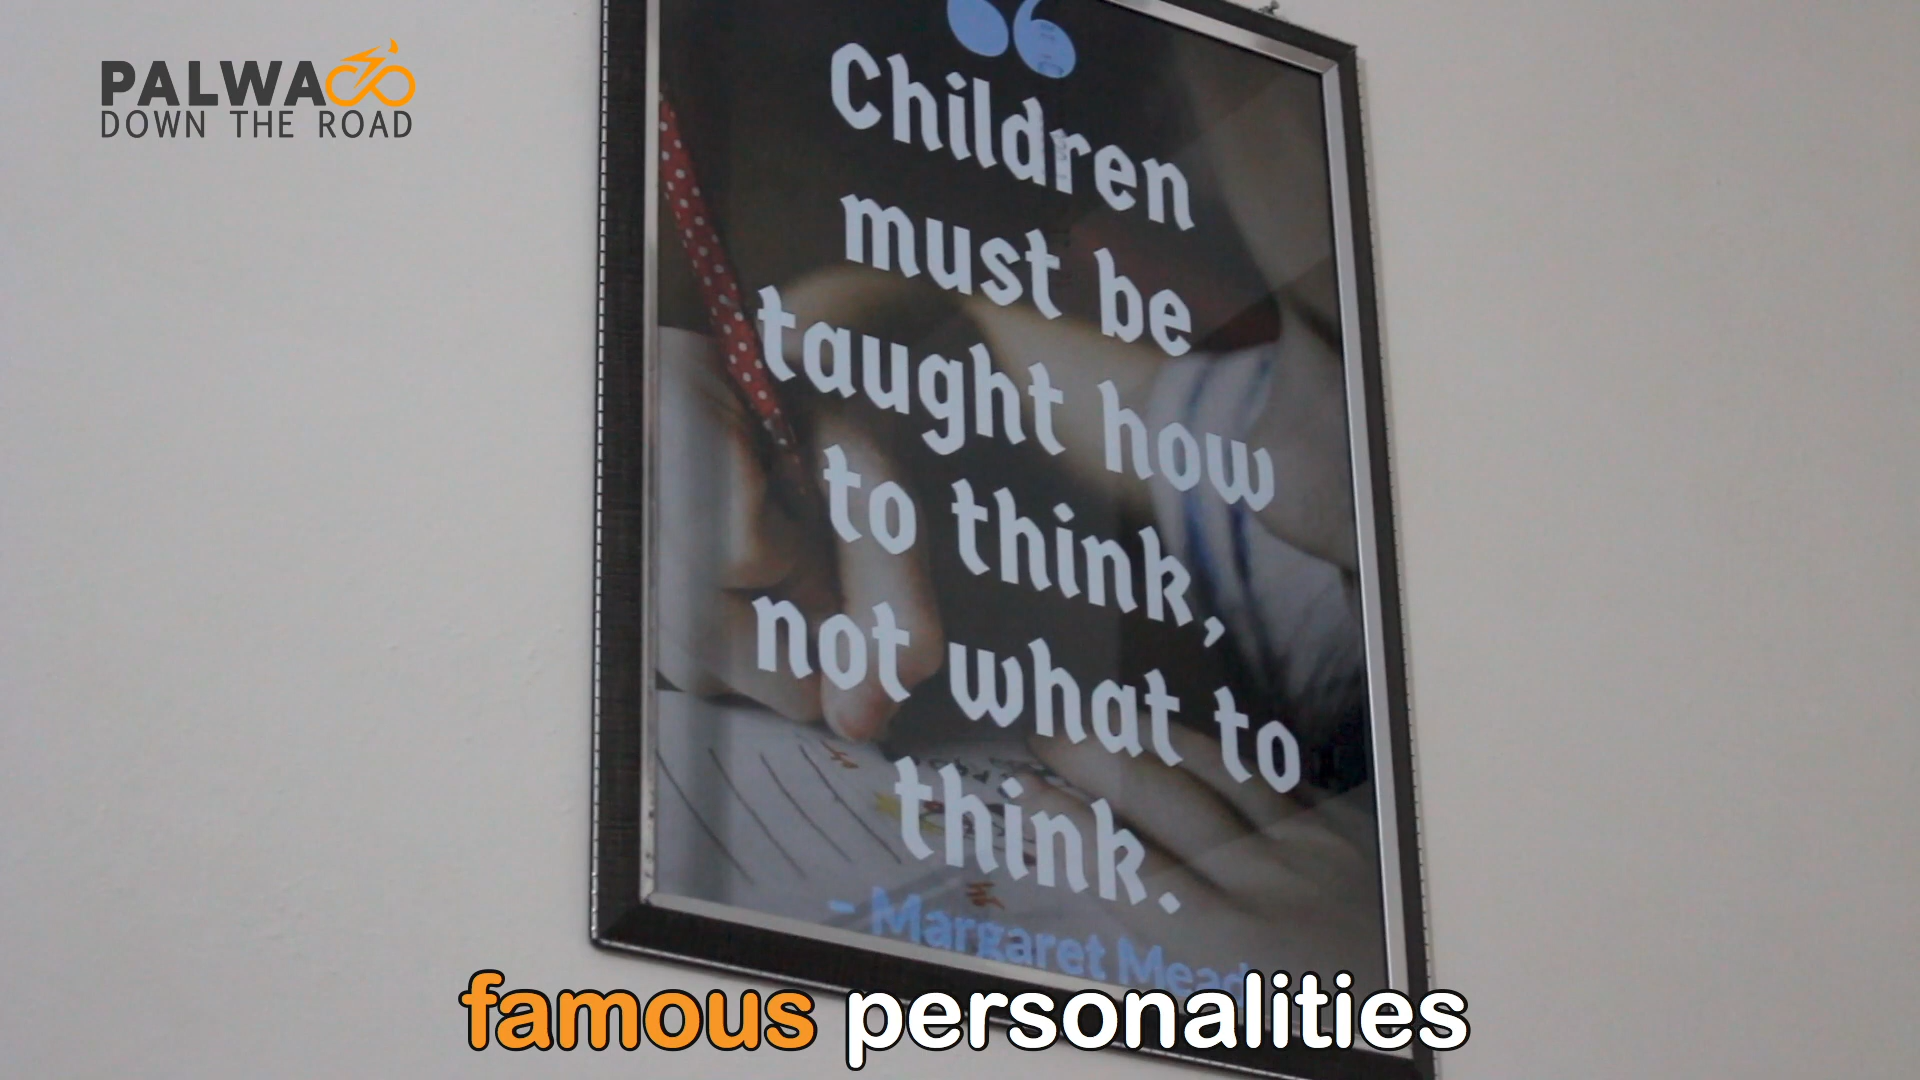 PALWA
DOWN THE ROAD
Children
must be
taught how
to think,
not what to
think.
- Margaret Mead
famous personalities